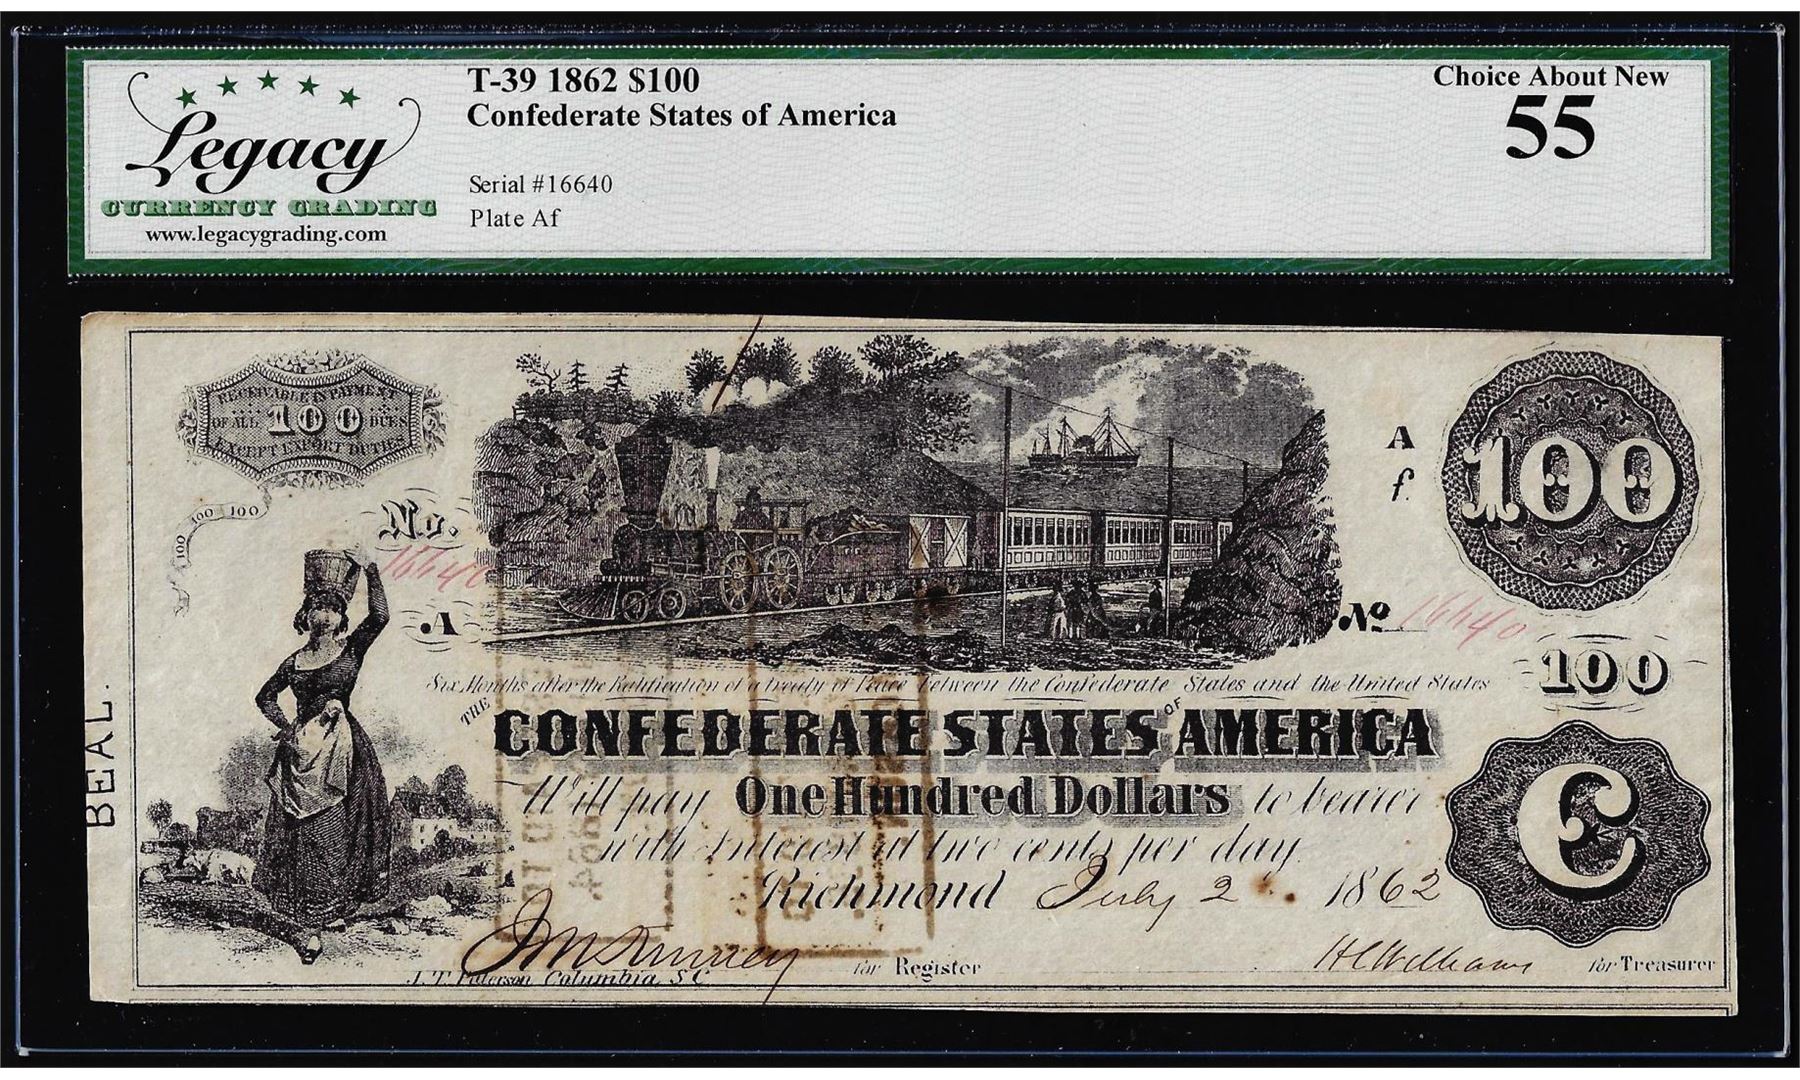 T-39 1862 $100
Confederate States of America
Serial #16640
Plate Af
Legacy
CURRENCY GRADING
www.legacygrading.com
Choice About New
55
RECEIVABLE IN PAYMENT
OF ALL 100 DUES
EXCEPT EXPORT DUTIES
100 100 100
No.
16640
A
A
f.
100
No 16640
100
Six Months after the Ratification of a treaty of Peace between the Confederate States and the United States
THE CONFEDERATE STATES OF AMERICA
Will pay One Hundred Dollars to bearer
with Interest at two cents per day.
Richmond July 2 1862
C
for Register
for Treasurer
J.T. Paterson Columbia, S.C
BEAL.